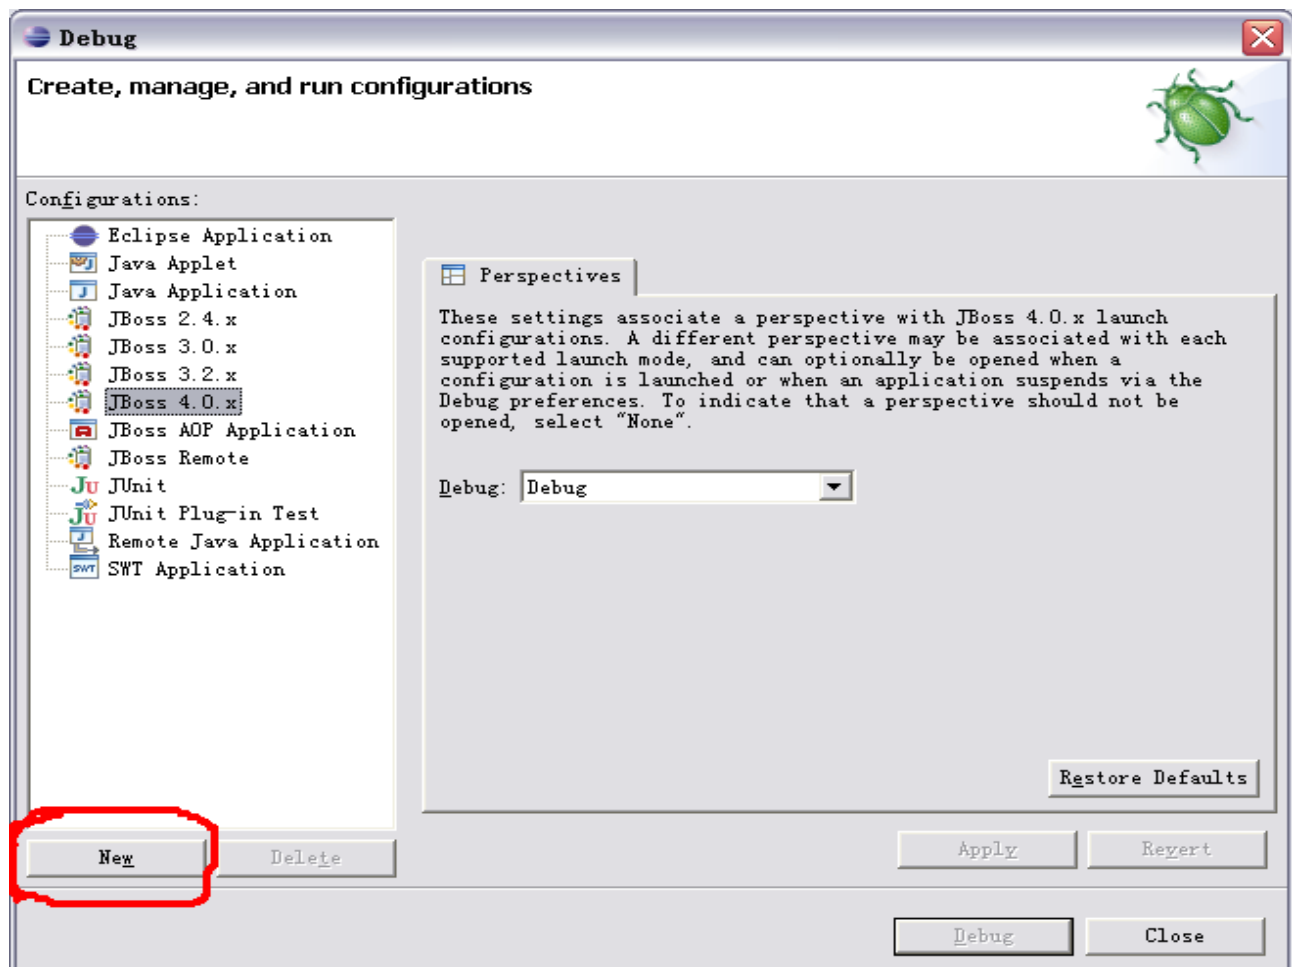 Debug
Create, manage, and run configurations
Configurations:
Eclipse Application
Java Applet
Java Application
JBoss 2.4.x
JBoss 3.0.x
JBoss 3.2.x
JBoss 4.0.x
JBoss AOP Application
JBoss Remote
JUnit
JUnit Plug-in Test
Remote Java Application
SWT Application
Perspectives
These settings associate a perspective with JBoss 4.0.x launch
configurations. A different perspective may be associated with each
supported launch mode, and can optionally be opened when a
configuration is launched or when an application suspends via the
Debug preferences. To indicate that a perspective should not be
opened, select "None".
Debug: Debug
Restore Defaults
New Delete Apply Revert
Debug Close